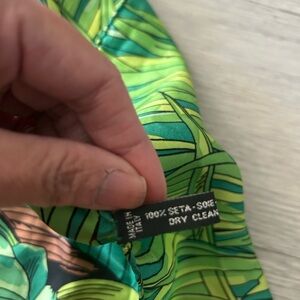 MADE IN
ITALY
100% SETA-SOIE-
DRY CLEAN